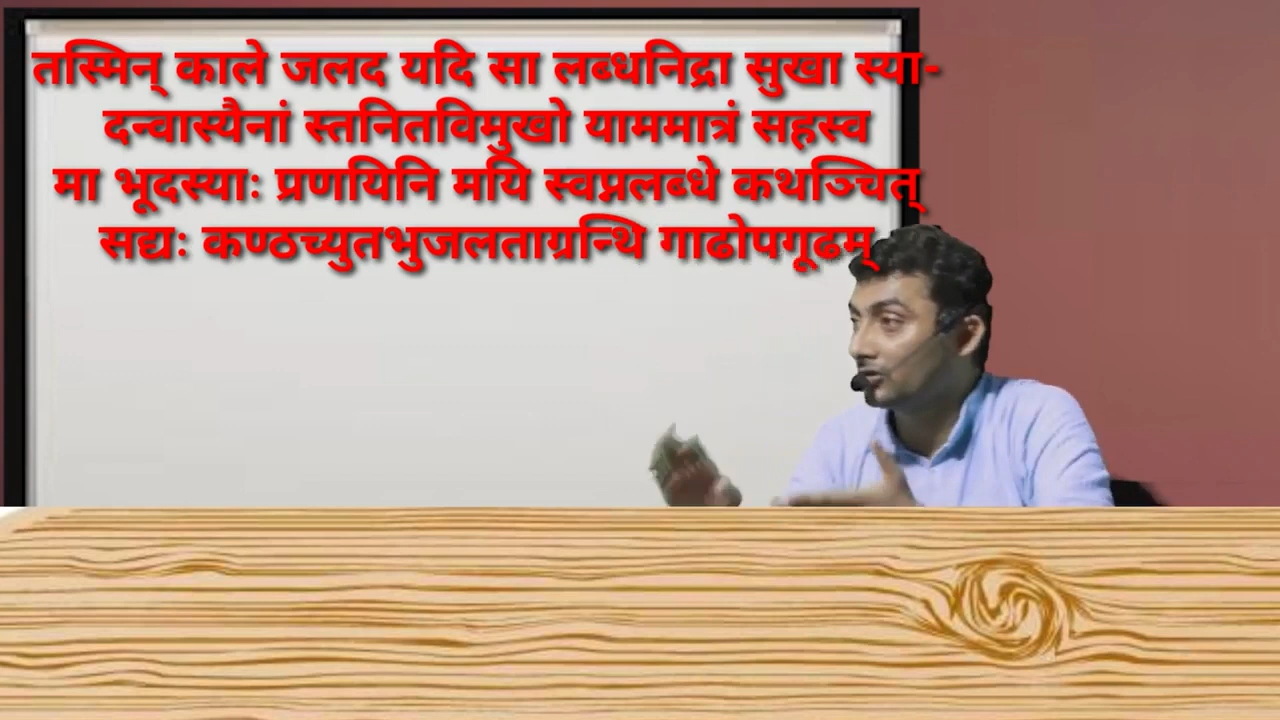 तस्मिन् काले जलद यदि सा लब्धनिद्रा सुखा स्या-
दन्वास्यैनां स्तनितविमुखो याममात्रं सहस्व
मा भूदस्याः प्रणयिनि मयि स्वप्नलब्धे कथञ्चित्
सद्यः कण्ठच्युतभुजलताग्रन्थि गाढोपगूढम्